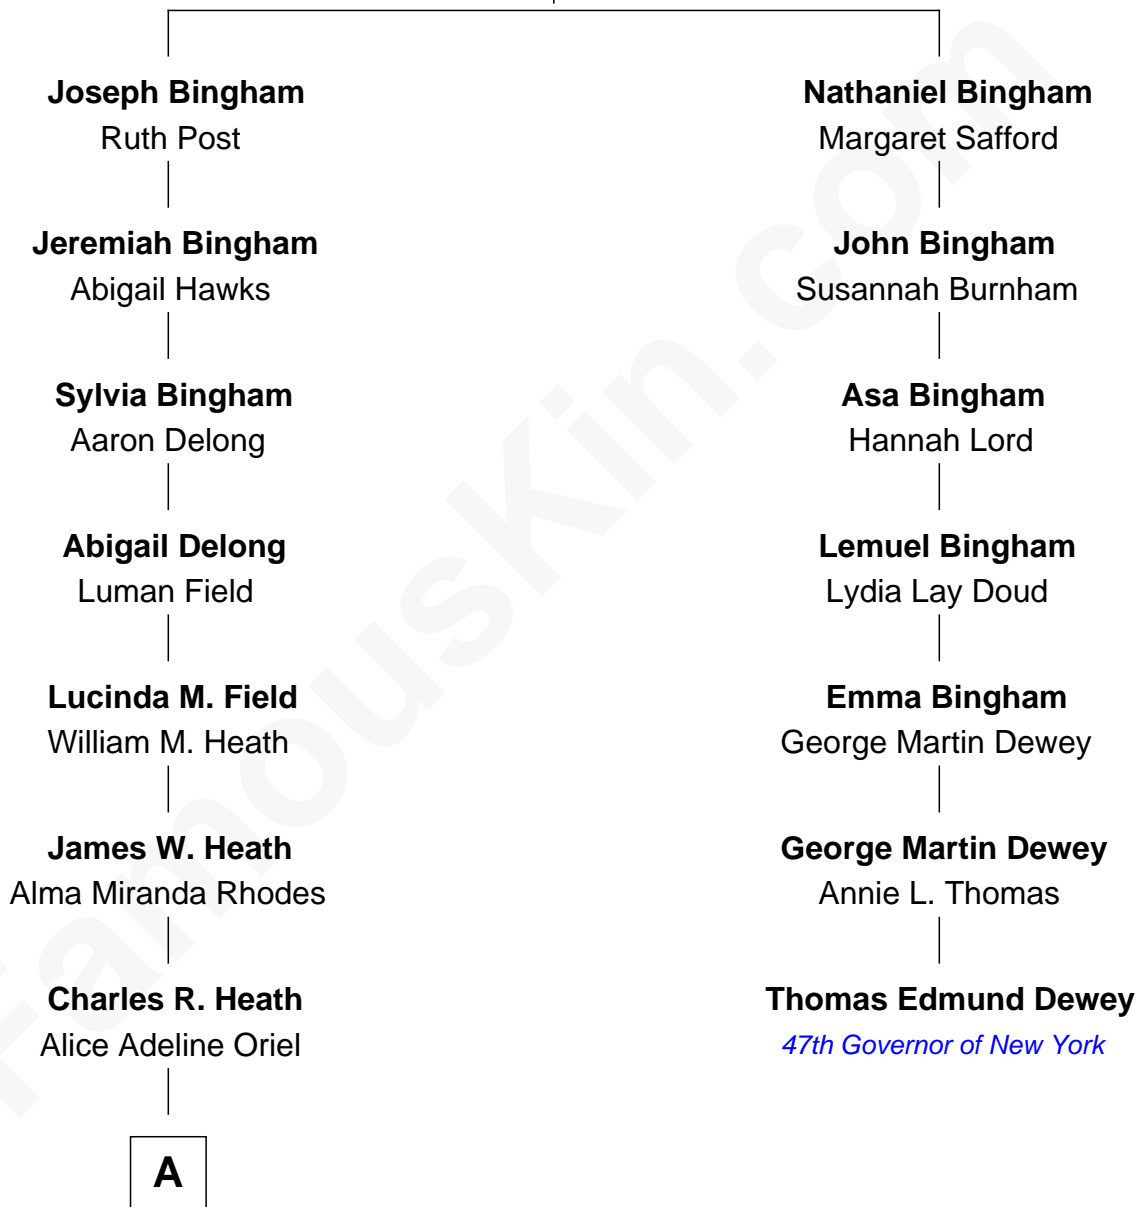 Joseph Bingham
Ruth Post
Nathaniel Bingham
Margaret Safford
Jeremiah Bingham
Abigail Hawks
John Bingham
Susannah Burnham
Sylvia Bingham
Aaron Delong
Asa Bingham
Hannah Lord
Abigail Delong
Luman Field
Lemuel Bingham
Lydia Lay Doud
Lucinda M. Field
William M. Heath
Emma Bingham
George Martin Dewey
James W. Heath
Alma Miranda Rhodes
George Martin Dewey
Annie L. Thomas
Charles R. Heath
Alice Adeline Oriel
Thomas Edmund Dewey
47th Governor of New York
A
FamousKin.com